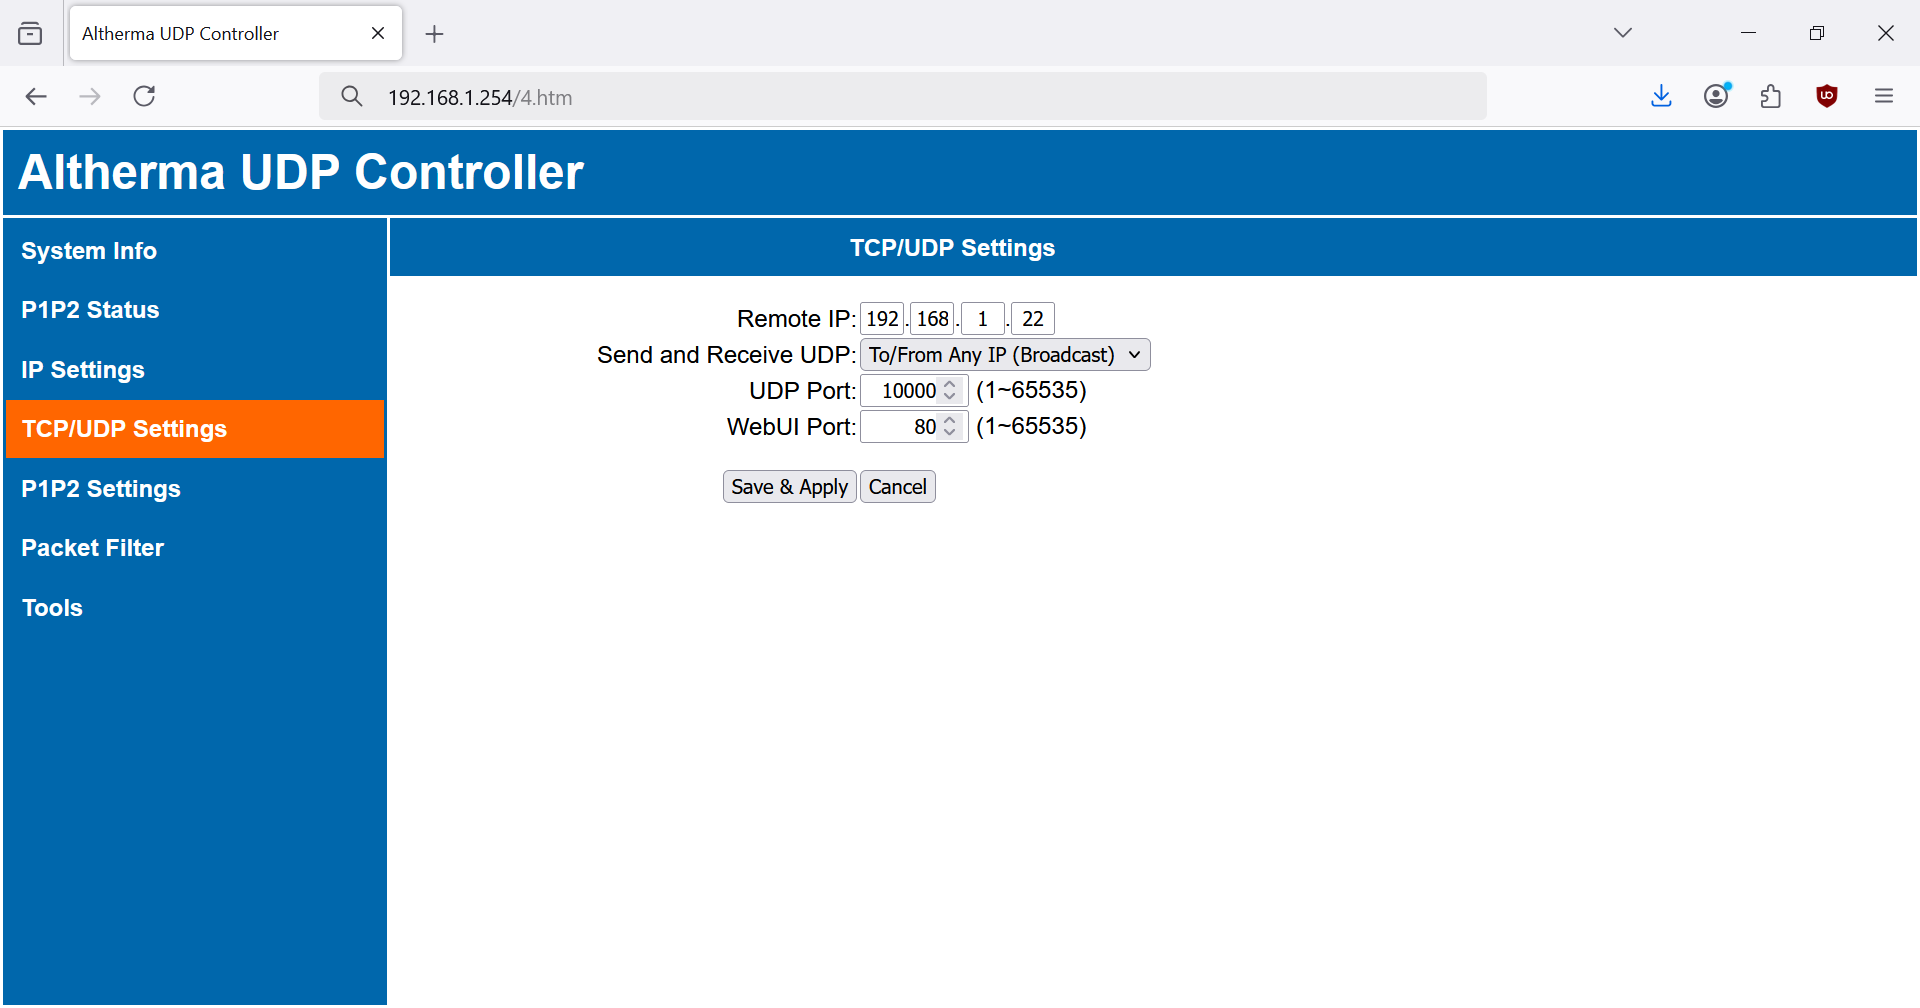 Altherma UDP Controller
192.168.1.254/4.htm
Altherma UDP Controller
System Info
P1P2 Status
IP Settings
TCP/UDP Settings
P1P2 Settings
Packet Filter
Tools
TCP/UDP Settings
Remote IP: 192 . 168 . 1 . 22
Send and Receive UDP: To/From Any IP (Broadcast)
UDP Port: 10000 (1~65535)
WebUI Port: 80 (1~65535)
Save & Apply Cancel